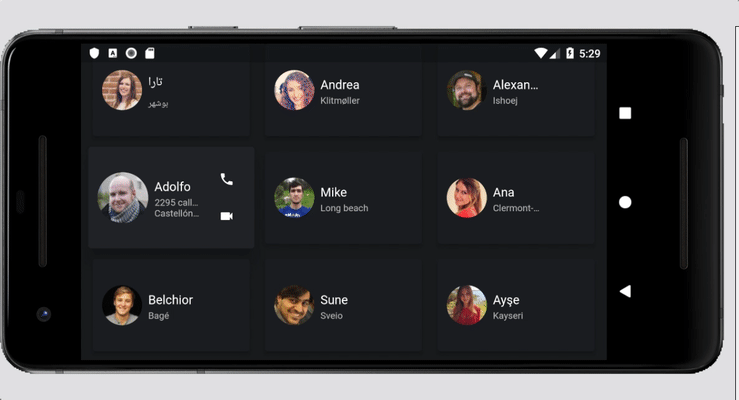 5:29
تارا
بوشهر
Andrea
Klitmøller
Alexan…
Ishoej
Adolfo
2295 call…
Castellón…
Mike
Long beach
Ana
Clermont-…
Belchior
Bagé
Sune
Sveio
Ayşe
Kayseri